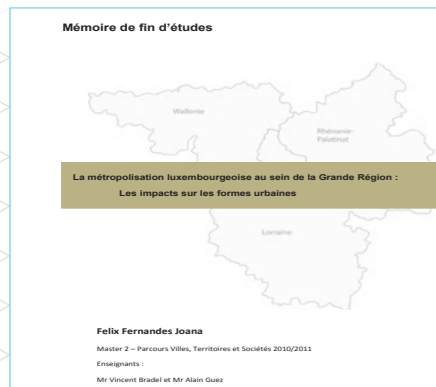 Mémoire de fin d'études
Wallonie
Rhénanie-
Palatinat
La métropolisation luxembourgeoise au sein de la Grande Région :
Les impacts sur les formes urbaines
Lorraine
Felix Fernandes Joana
Master 2 – Parcours Villes, Territoires et Sociétés 2010/2011
Enseignants :
Mr Vincent Bradel et Mr Alain Guez